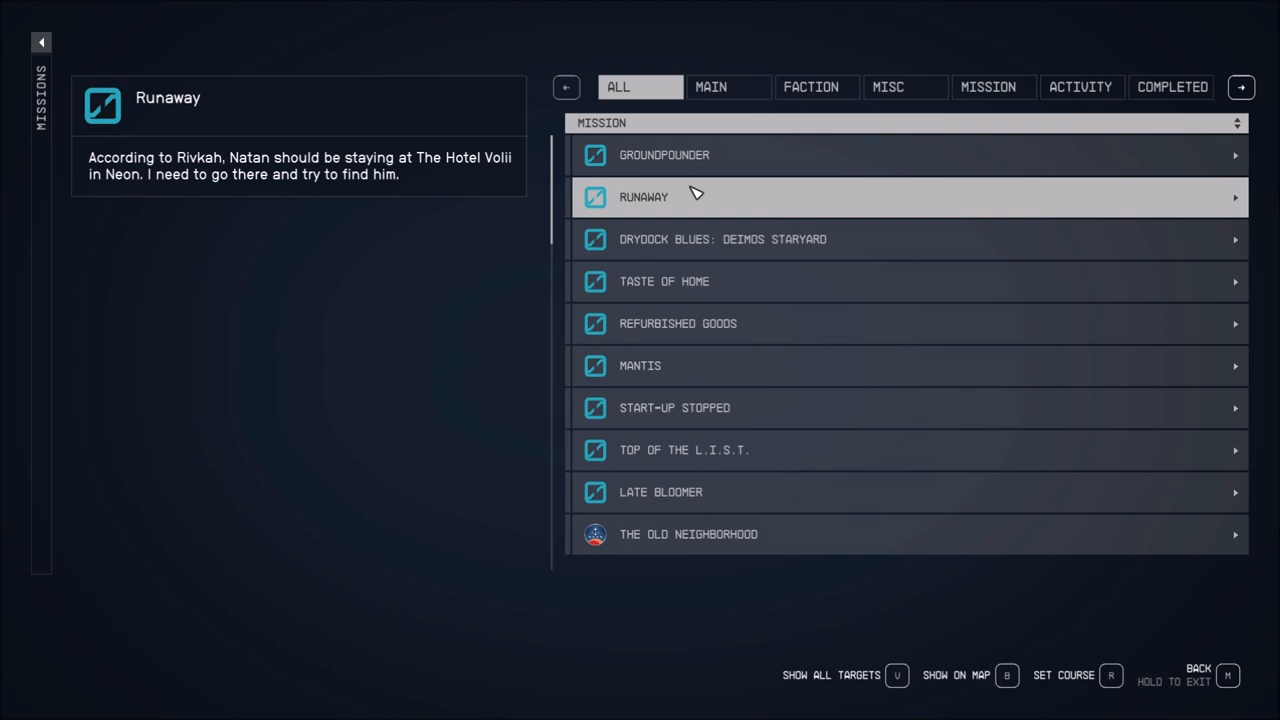 MISSIONS
Runaway
According to Rivkah, Natan should be staying at The Hotel Volii
in Neon. I need to go there and try to find him.
ALL
MAIN
FACTION
MISC
MISSION
ACTIVITY
COMPLETED
MISSION
GROUNDPOUNDER
RUNAWAY
DRYDOCK BLUES: DEIMOS STARYARD
TASTE OF HOME
REFURBISHED GOODS
MANTIS
START-UP STOPPED
TOP OF THE L.I.S.T.
LATE BLOOMER
THE OLD NEIGHBORHOOD
SHOW ALL TARGETS V
SHOW ON MAP B
SET COURSE R
BACK
HOLD TO EXIT M